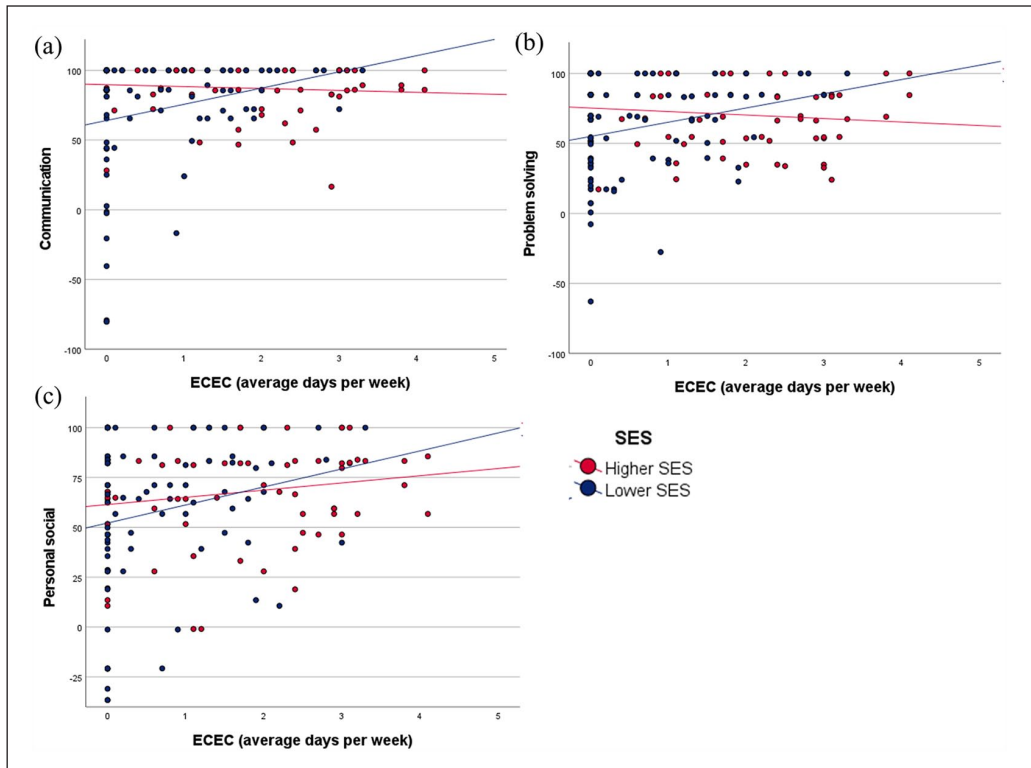 (a)
100
50
0
-50
-100
Communication
0 1 2 3 4 5
ECEC (average days per week)
(b)
100
50
0
-50
-100
Problem solving
0 1 2 3 4 5
ECEC (average days per week)
(c)
100
75
50
25
0
-25
Personal social
0 1 2 3 4 5
ECEC (average days per week)
SES
Higher SES
Lower SES